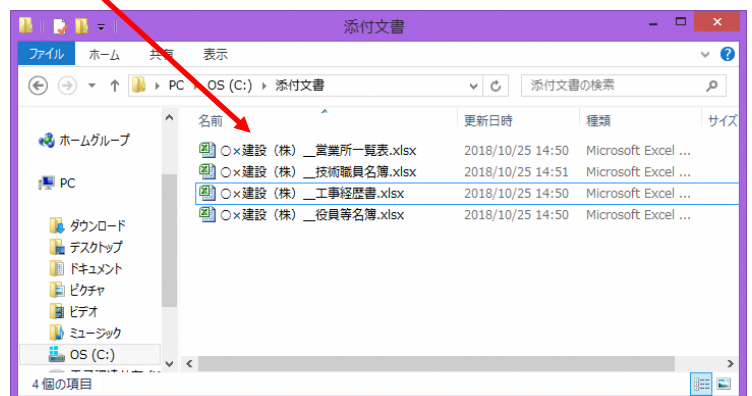 添付文書
ファイル ホーム 共有 表示
PC OS (C:) 添付文書 添付文書の検索
名前 更新日時 種類 サイズ
ホームグループ
PC
ダウンロード
デスクトップ
ドキュメント
ピクチャ
ビデオ
ミュージック
OS (C:)
○×建設（株）__営業所一覧表.xlsx 2018/10/25 14:50 Microsoft Excel ...
○×建設（株）__技術職員名簿.xlsx 2018/10/25 14:51 Microsoft Excel ...
○×建設（株）__工事経歴書.xlsx 2018/10/25 14:50 Microsoft Excel ...
○×建設（株）__役員等名簿.xlsx 2018/10/25 14:50 Microsoft Excel ...
4 個の項目